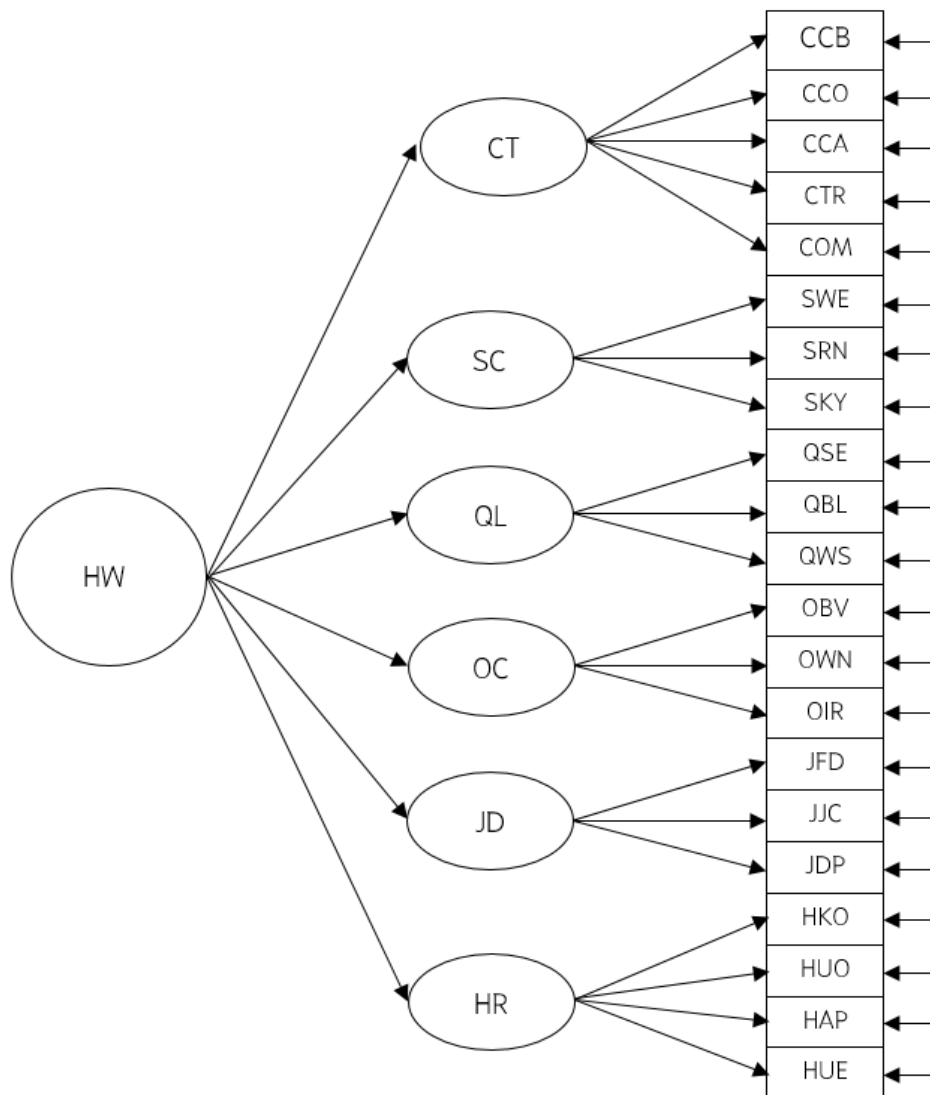 HW
CT
SC
QL
OC
JD
HR
CCB
CCO
CCA
CTR
COM
SWE
SRN
SKY
QSE
QBL
QWS
OBV
OWN
OIR
JFD
JJC
JDP
HKO
HUO
HAP
HUE